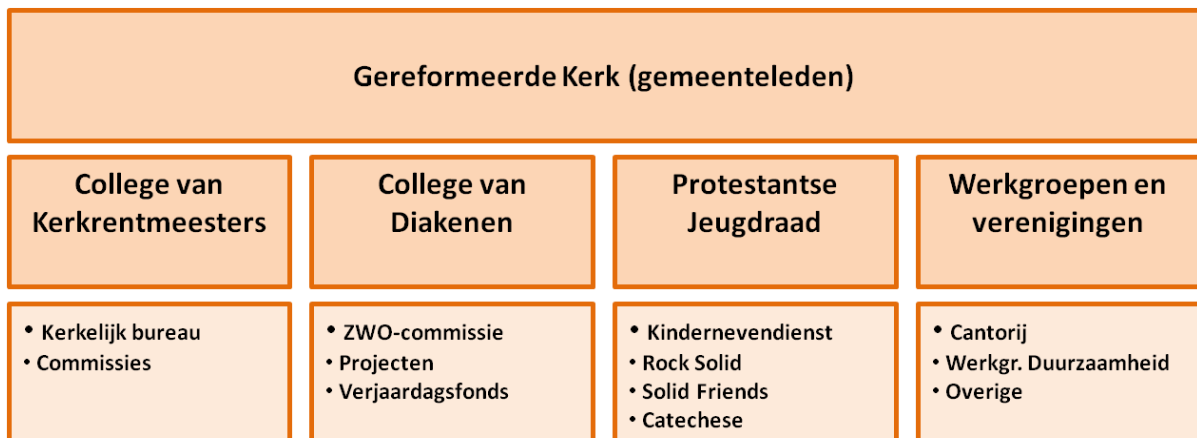 Gereformeerde Kerk (gemeenteleden)
College van
Kerkrentmeesters
College van
Diakenen
Protestantse
Jeugdraad
Werkgroepen en
verenigingen
• Kerkelijk bureau
• Commissies
• ZWO-commissie
• Projecten
• Verjaardagsfonds
• Kindernevendienst
• Rock Solid
• Solid Friends
• Catechese
• Cantorij
• Werkgr. Duurzaamheid
• Overige